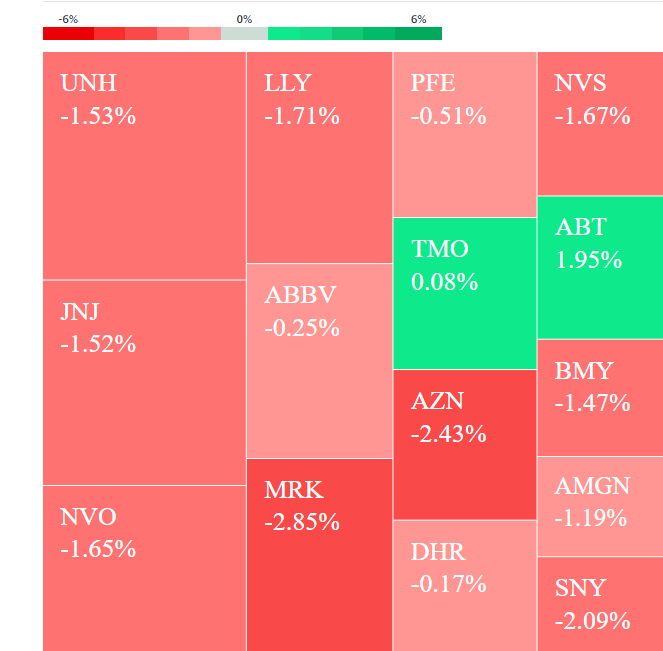 -6% 0% 6%
UNH
-1.53%
JNJ
-1.52%
NVO
-1.65%
LLY
-1.71%
ABBV
-0.25%
MRK
-2.85%
PFE
-0.51%
TMO
0.08%
AZN
-2.43%
DHR
-0.17%
NVS
-1.67%
ABT
1.95%
BMY
-1.47%
AMGN
-1.19%
SNY
-2.09%